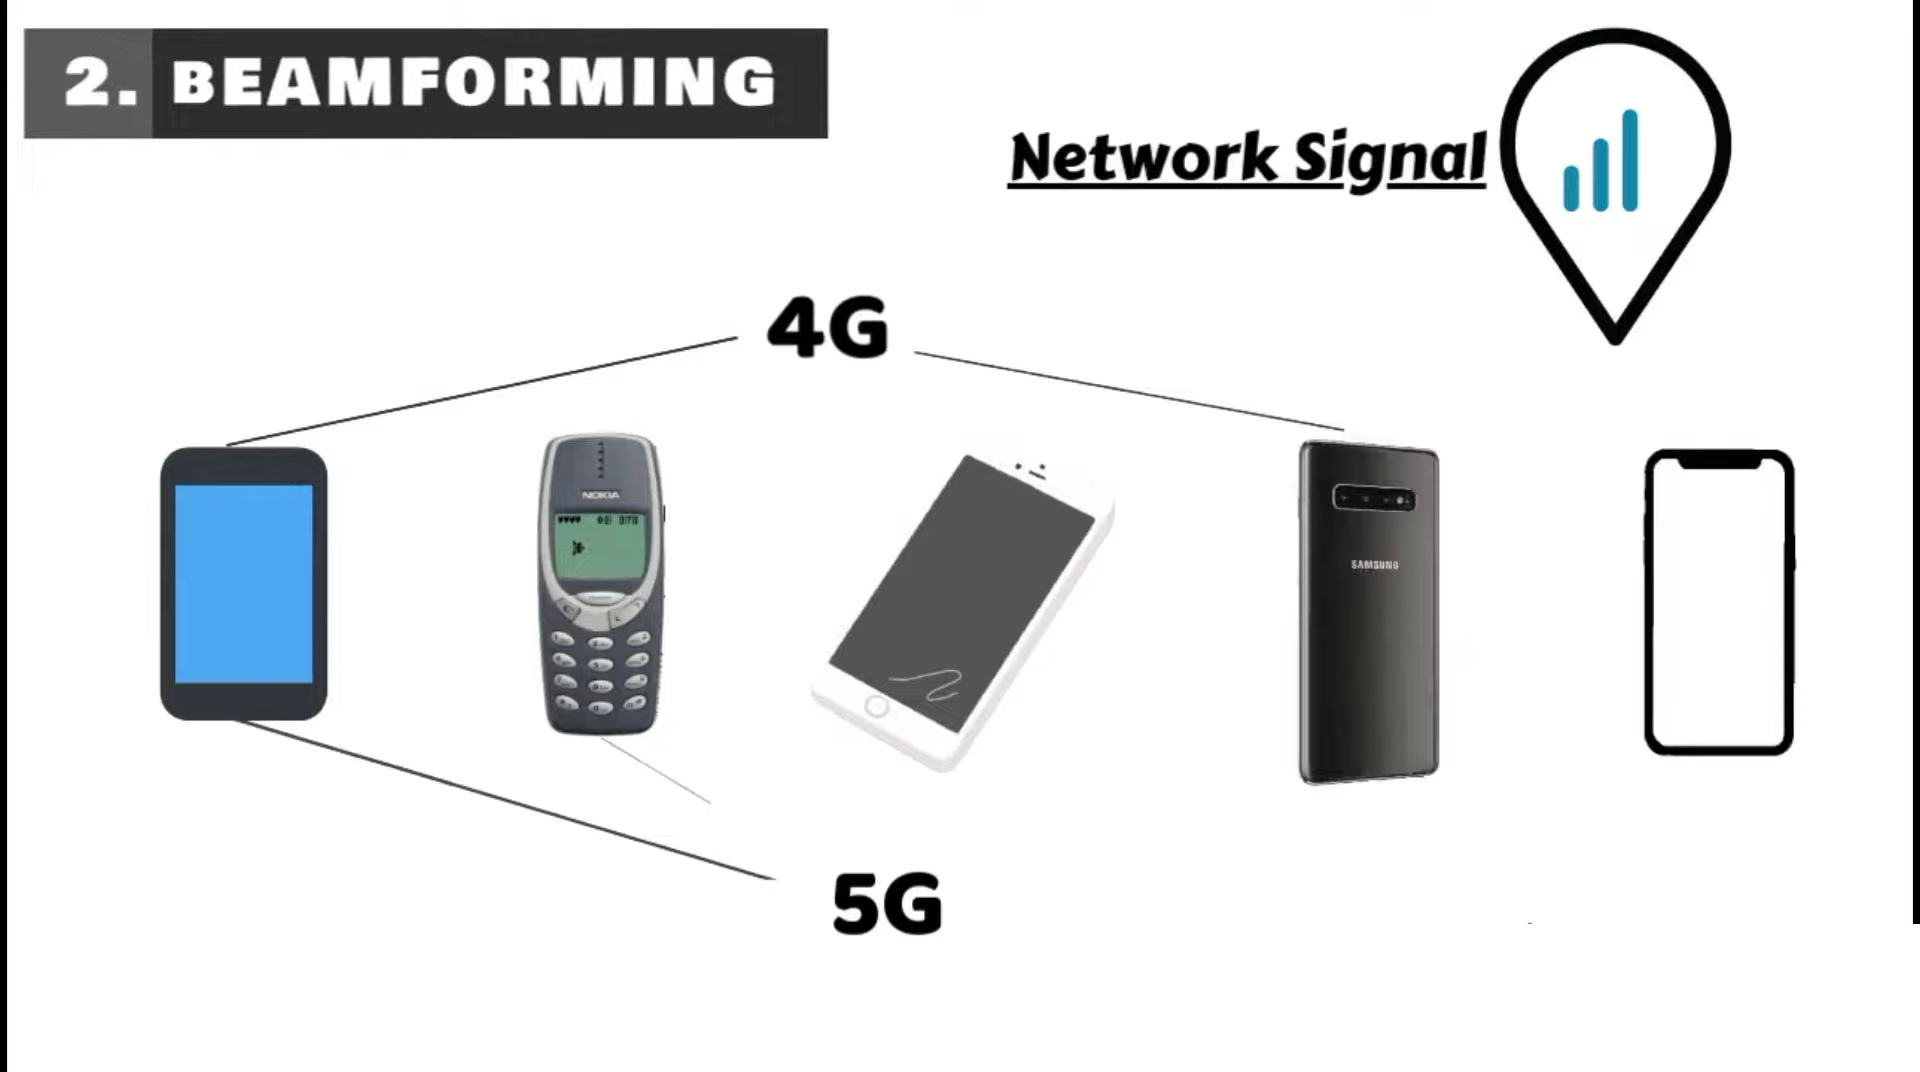 2. BEAMFORMING
Network Signal
4G
NOKIA
SAMSUNG
5G